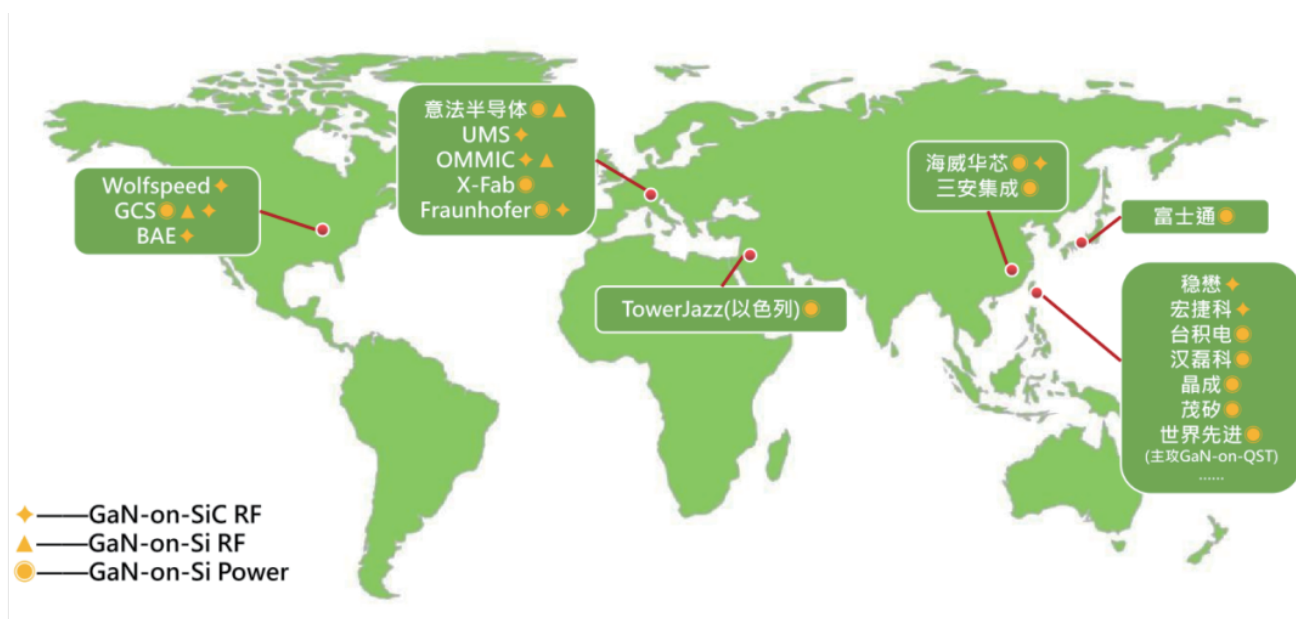 意法半导体
UMS
OMMIC
X-Fab
Fraunhofer
Wolfspeed
GCS
BAE
海威华芯
三安集成
富士通
TowerJazz(以色列)
稳懋
宏捷科
台积电
汉磊科
晶成
茂矽
世界先进
(主攻GaN-on-QST)
......
——GaN-on-SiC RF
——GaN-on-Si RF
——GaN-on-Si Power